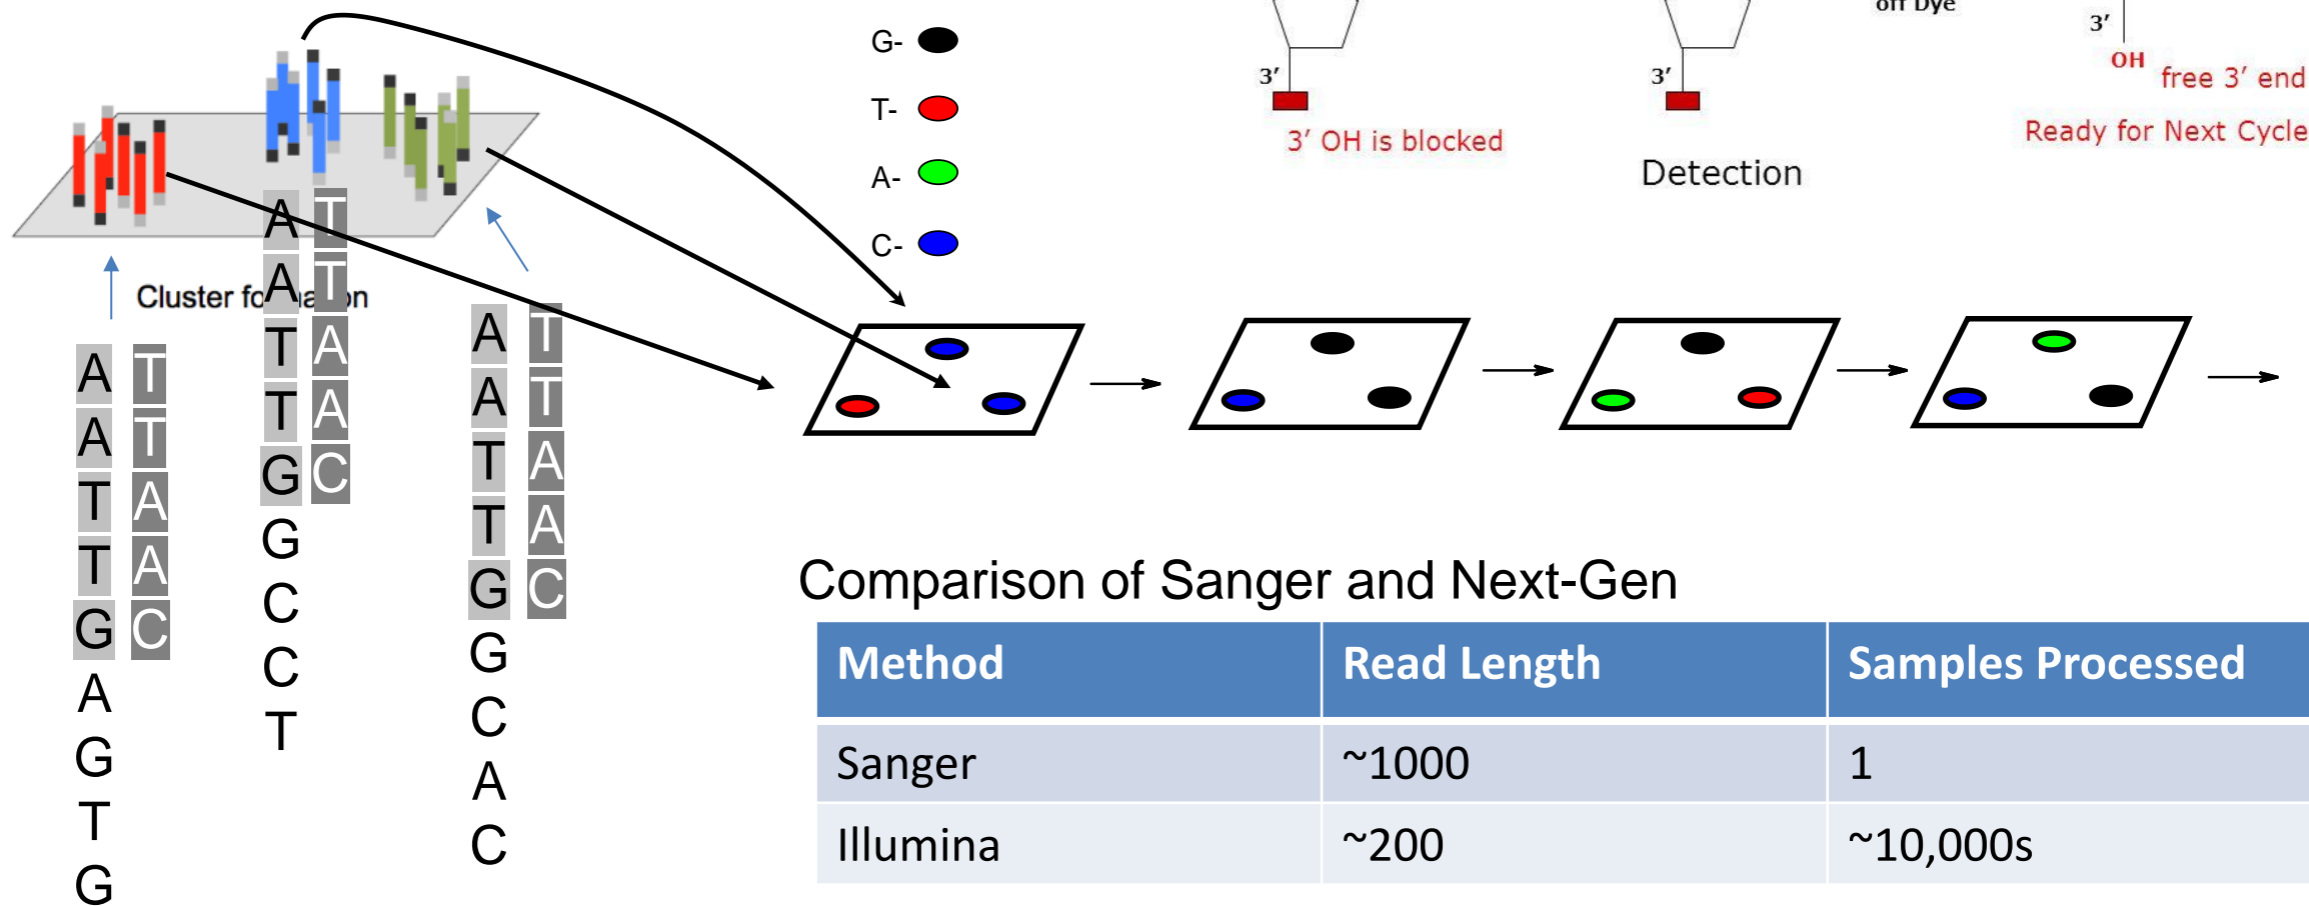 off Dye
G-
T-
A-
C-
3′
3′ OH is blocked
3′
Detection
3′
OH
free 3′ end
Ready for Next Cycle
Cluster fo
a
on
A T
A T
T A
T A
G C
A
G
T
G
A T
A T
T A
T A
G C
G
C
C
T
A T
A T
T A
T A
G C
G
C
A
C
Comparison of Sanger and Next-Gen
Method Read Length Samples Processed
Sanger ~1000 1
Illumina ~200 ~10,000s